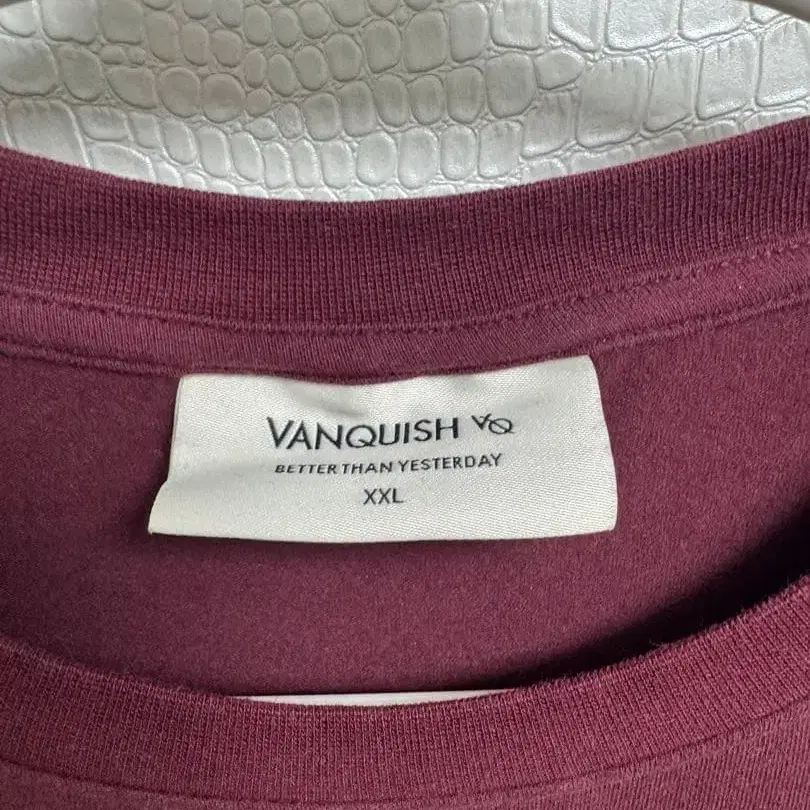 VANQUISH VQ
BETTER THAN YESTERDAY
XXL